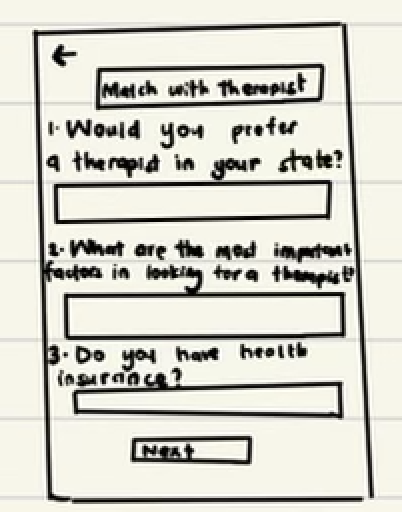 Match with therapist
1. Would you prefer
a therapist in your state?
2. What are the most important
factors in looking for a therapist?
3. Do you have health
insurance?
Next